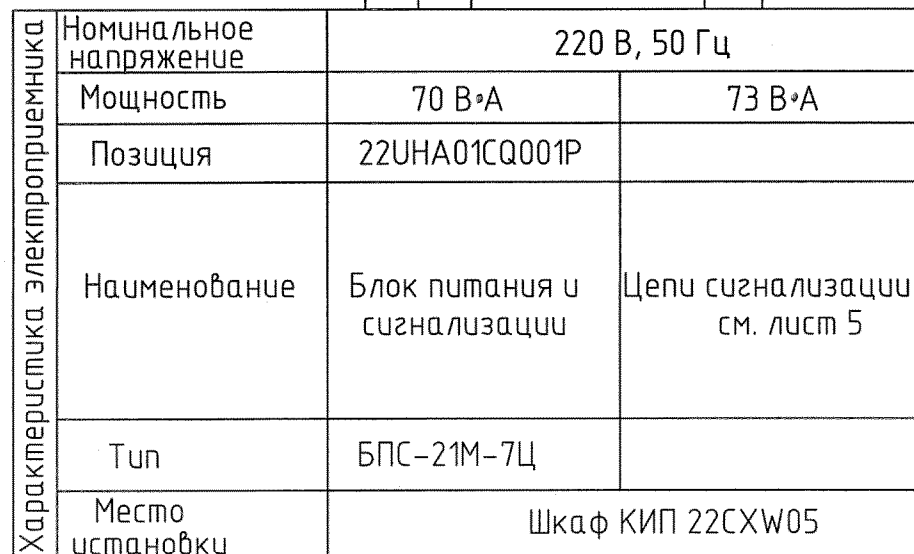 Характеристика электроприемника
Номинальное
напряжение
220 В, 50 Гц
Мощность
70 В•А
73 В•А
Позиция
22UHA01CQ001P
Наименование
Блок питания и
сигнализации
Цепи сигнализации
см. лист 5
Тип
БПС-21М-7Ц
Место
установки
Шкаф КИП 22CXW05